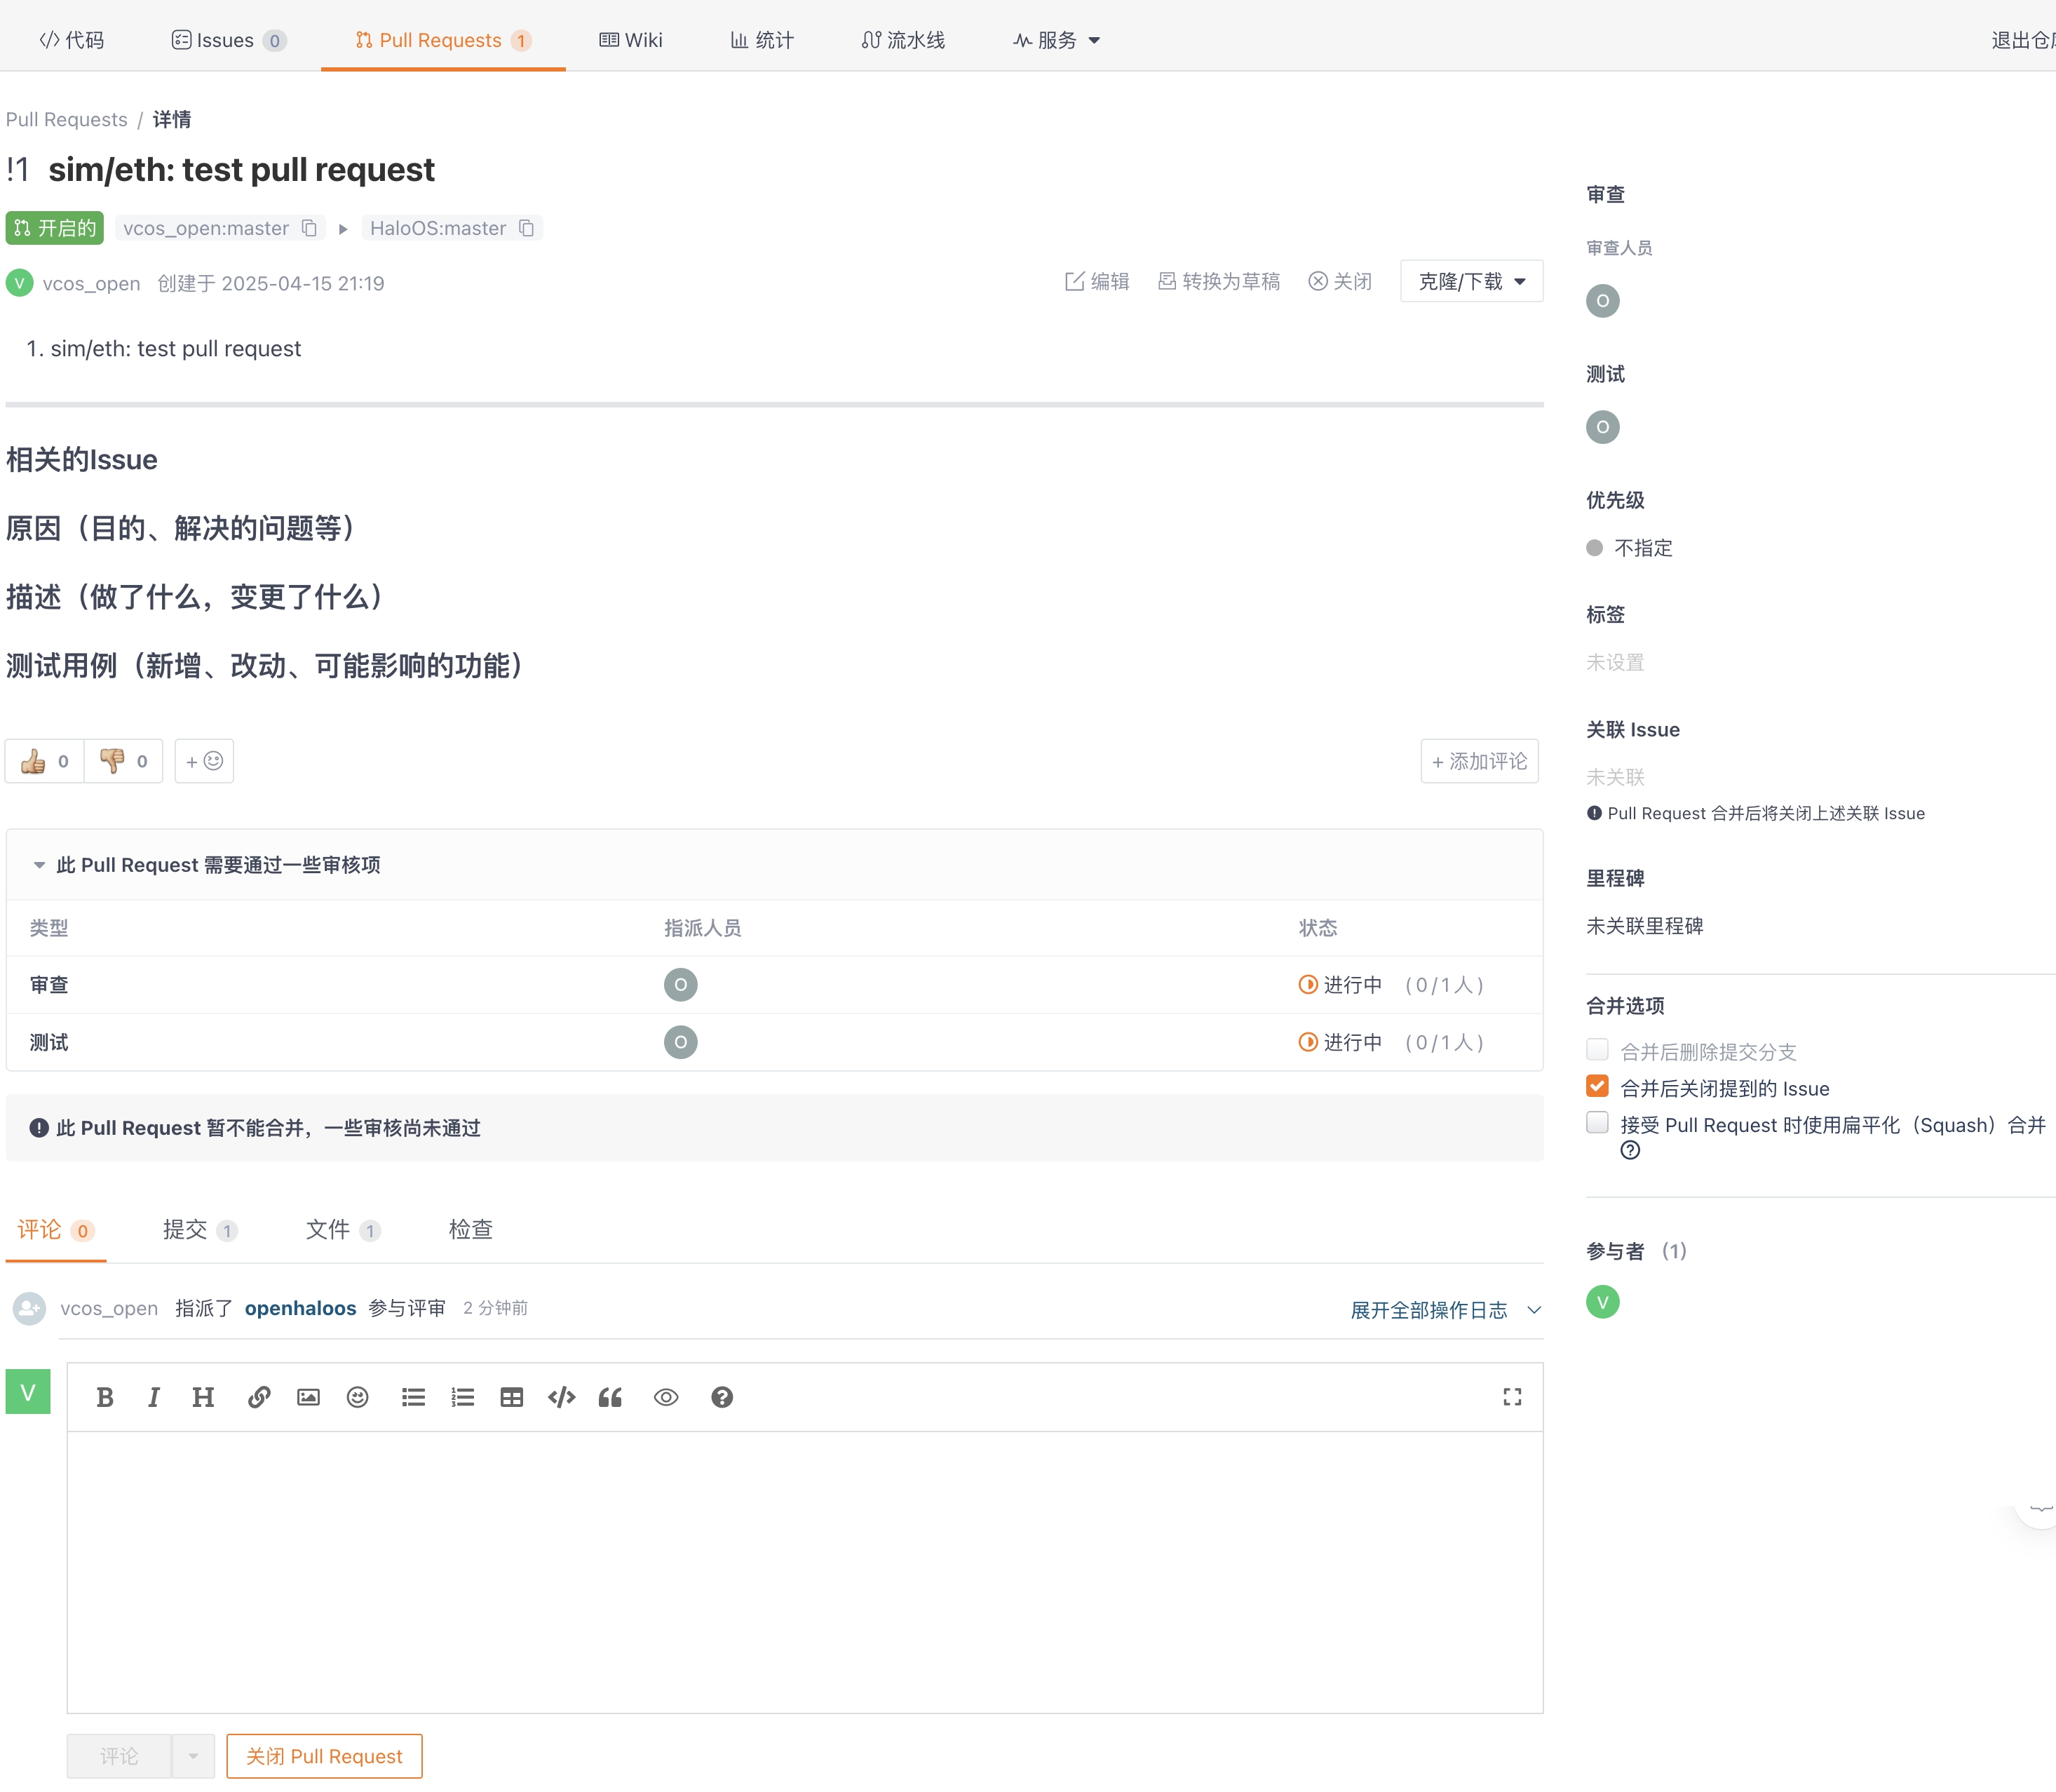 代码 Issues 0 Pull Requests 1 Wiki 统计 流水线 服务 退出仓
Pull Requests / 详情
!1 sim/eth: test pull request
开启的 vcos_open:master HaloOS:master
V vcos_open 创建于 2025-04-15 21:19 编辑 转换为草稿 关闭 克隆/下载
1. sim/eth: test pull request
相关的Issue
原因（目的、解决的问题等）
描述（做了什么，变更了什么）
测试用例（新增、改动、可能影响的功能）
0 0 + + 添加评论
此 Pull Request 需要通过一些审核项
类型 指派人员 状态
审查 O 进行中 （0/1人）
测试 O 进行中 （0/1人）
此 Pull Request 暂不能合并，一些审核尚未通过
评论 0 提交 1 文件 1 检查
vcos_open 指派了 openhaloos 参与评审 2 分钟前 展开全部操作日志
V B I H
评论 关闭 Pull Request
审查
审查人员
O
测试
O
优先级
不指定
标签
未设置
关联 Issue
未关联
Pull Request 合并后将关闭上述关联 Issue
里程碑
未关联里程碑
合并选项
合并后删除提交分支
合并后关闭提到的 Issue
接受 Pull Request 时使用扁平化（Squash）合并
参与者 （1）
V